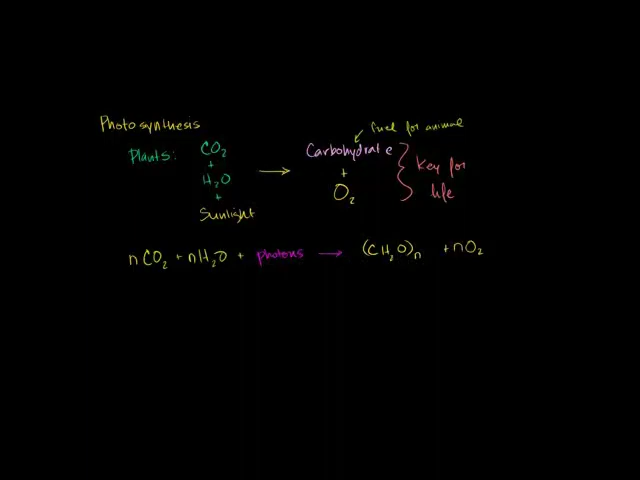 fuel for animal
Photosynthesis
Plants: CO₂ + H₂O + Sunlight → Carbohydrate + O₂
Key for life
nCO₂ + nH₂O + photons → (CH₂O)n + nO₂